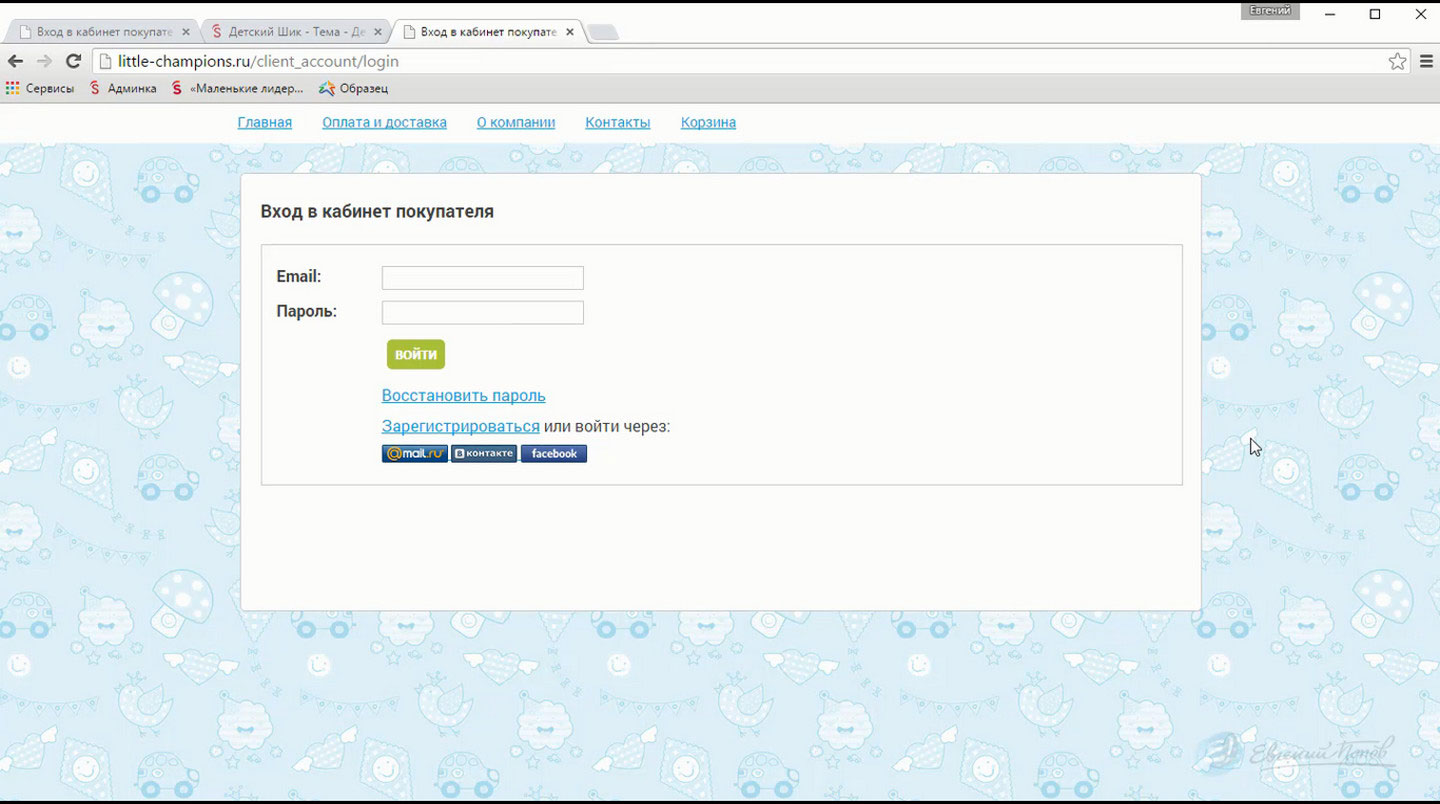 Евгений
Вход в кабинет покупате
Детский Шик - Тема - Де
Вход в кабинет покупате
little-champions.ru/client_account/login
Сервисы
Админка
«Маленькие лидер...
Образец
Главная
Оплата и доставка
О компании
Контакты
Корзина
Вход в кабинет покупателя
Email:
Пароль:
ВОЙТИ
Восстановить пароль
Зарегистрироваться или войти через:
@mail.ru
В контакте
facebook
Евгений Попов